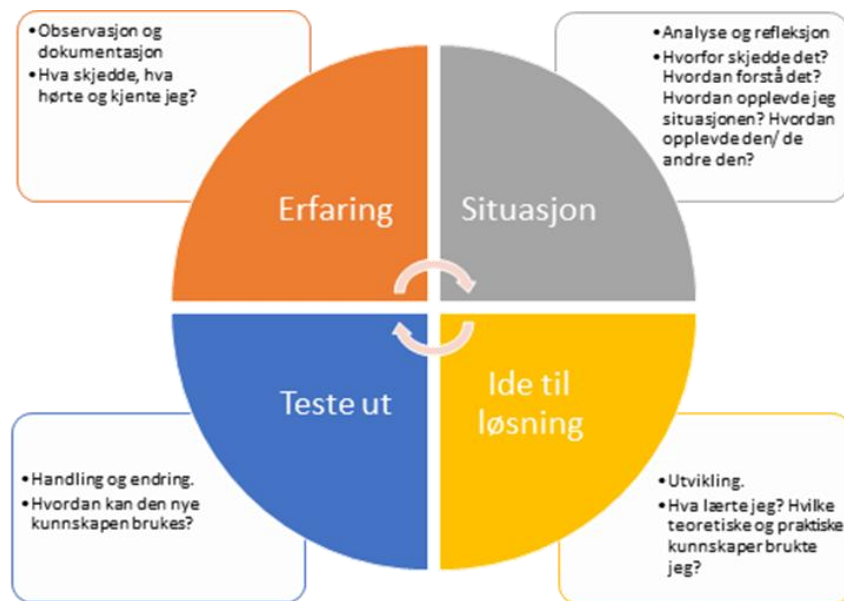 • Observasjon og
dokumentasjon
• Hva skjedde, hva
hørte og kjente jeg?
• Analyse og refleksjon
• Hvorfor skjedde det?
Hvordan forstå det?
Hvordan opplevde jeg
situasjonen? Hvordan
opplevde den/ de
andre den?
Erfaring
Situasjon
Teste ut
Ide til
løsning
• Handling og endring.
• Hvordan kan den nye
kunnskapen brukes?
• Utvikling.
• Hva lærte jeg? Hvilke
teoretiske og praktiske
kunnskaper brukte
jeg?